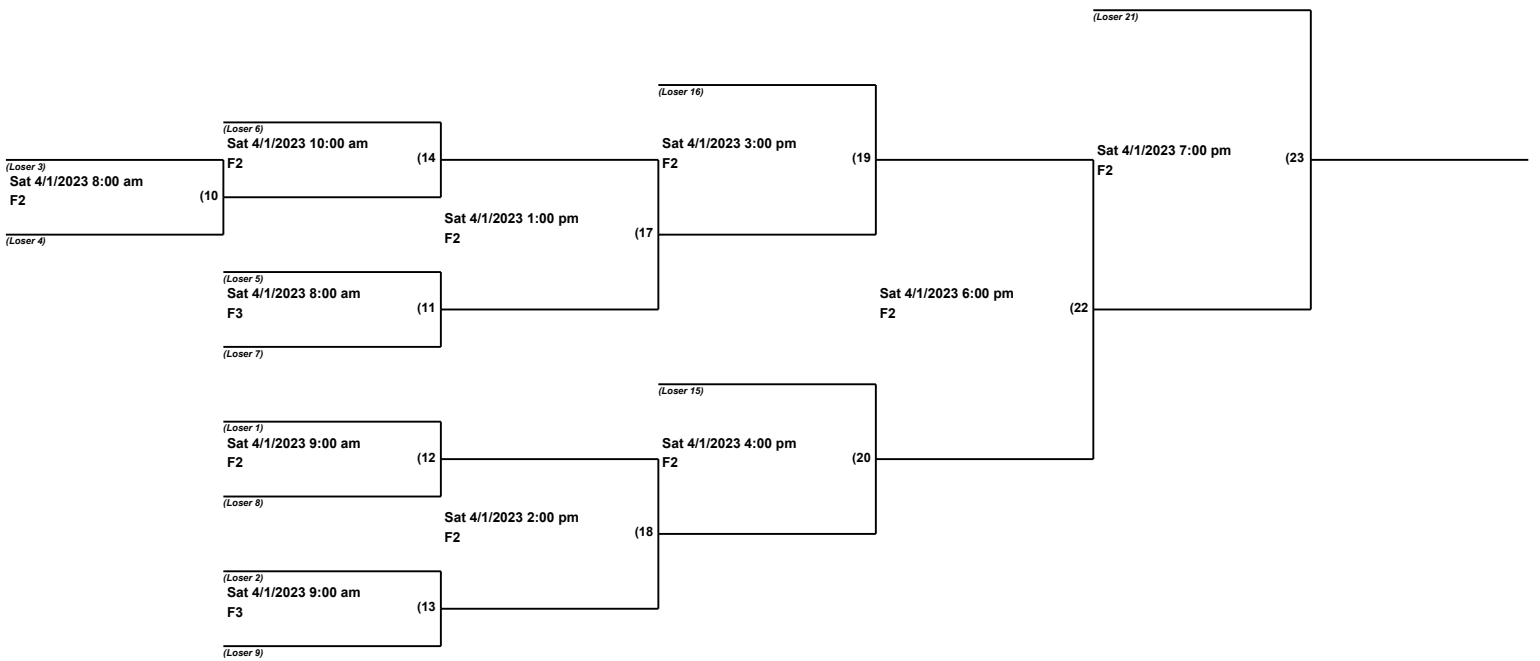 (Loser 21)
(Loser 16)
(Loser 6)
Sat 4/1/2023 10:00 am
F2
(14
Sat 4/1/2023 3:00 pm
F2
(19
Sat 4/1/2023 7:00 pm
F2
(23
(Loser 3)
Sat 4/1/2023 8:00 am
F2
(10
(Loser 4)
Sat 4/1/2023 1:00 pm
F2
(17
(Loser 5)
Sat 4/1/2023 8:00 am
F3
(11
(Loser 7)
Sat 4/1/2023 6:00 pm
F2
(22
(Loser 15)
(Loser 1)
Sat 4/1/2023 9:00 am
F2
(12
(Loser 8)
Sat 4/1/2023 4:00 pm
F2
(20
Sat 4/1/2023 2:00 pm
F2
(18
(Loser 2)
Sat 4/1/2023 9:00 am
F3
(13
(Loser 9)